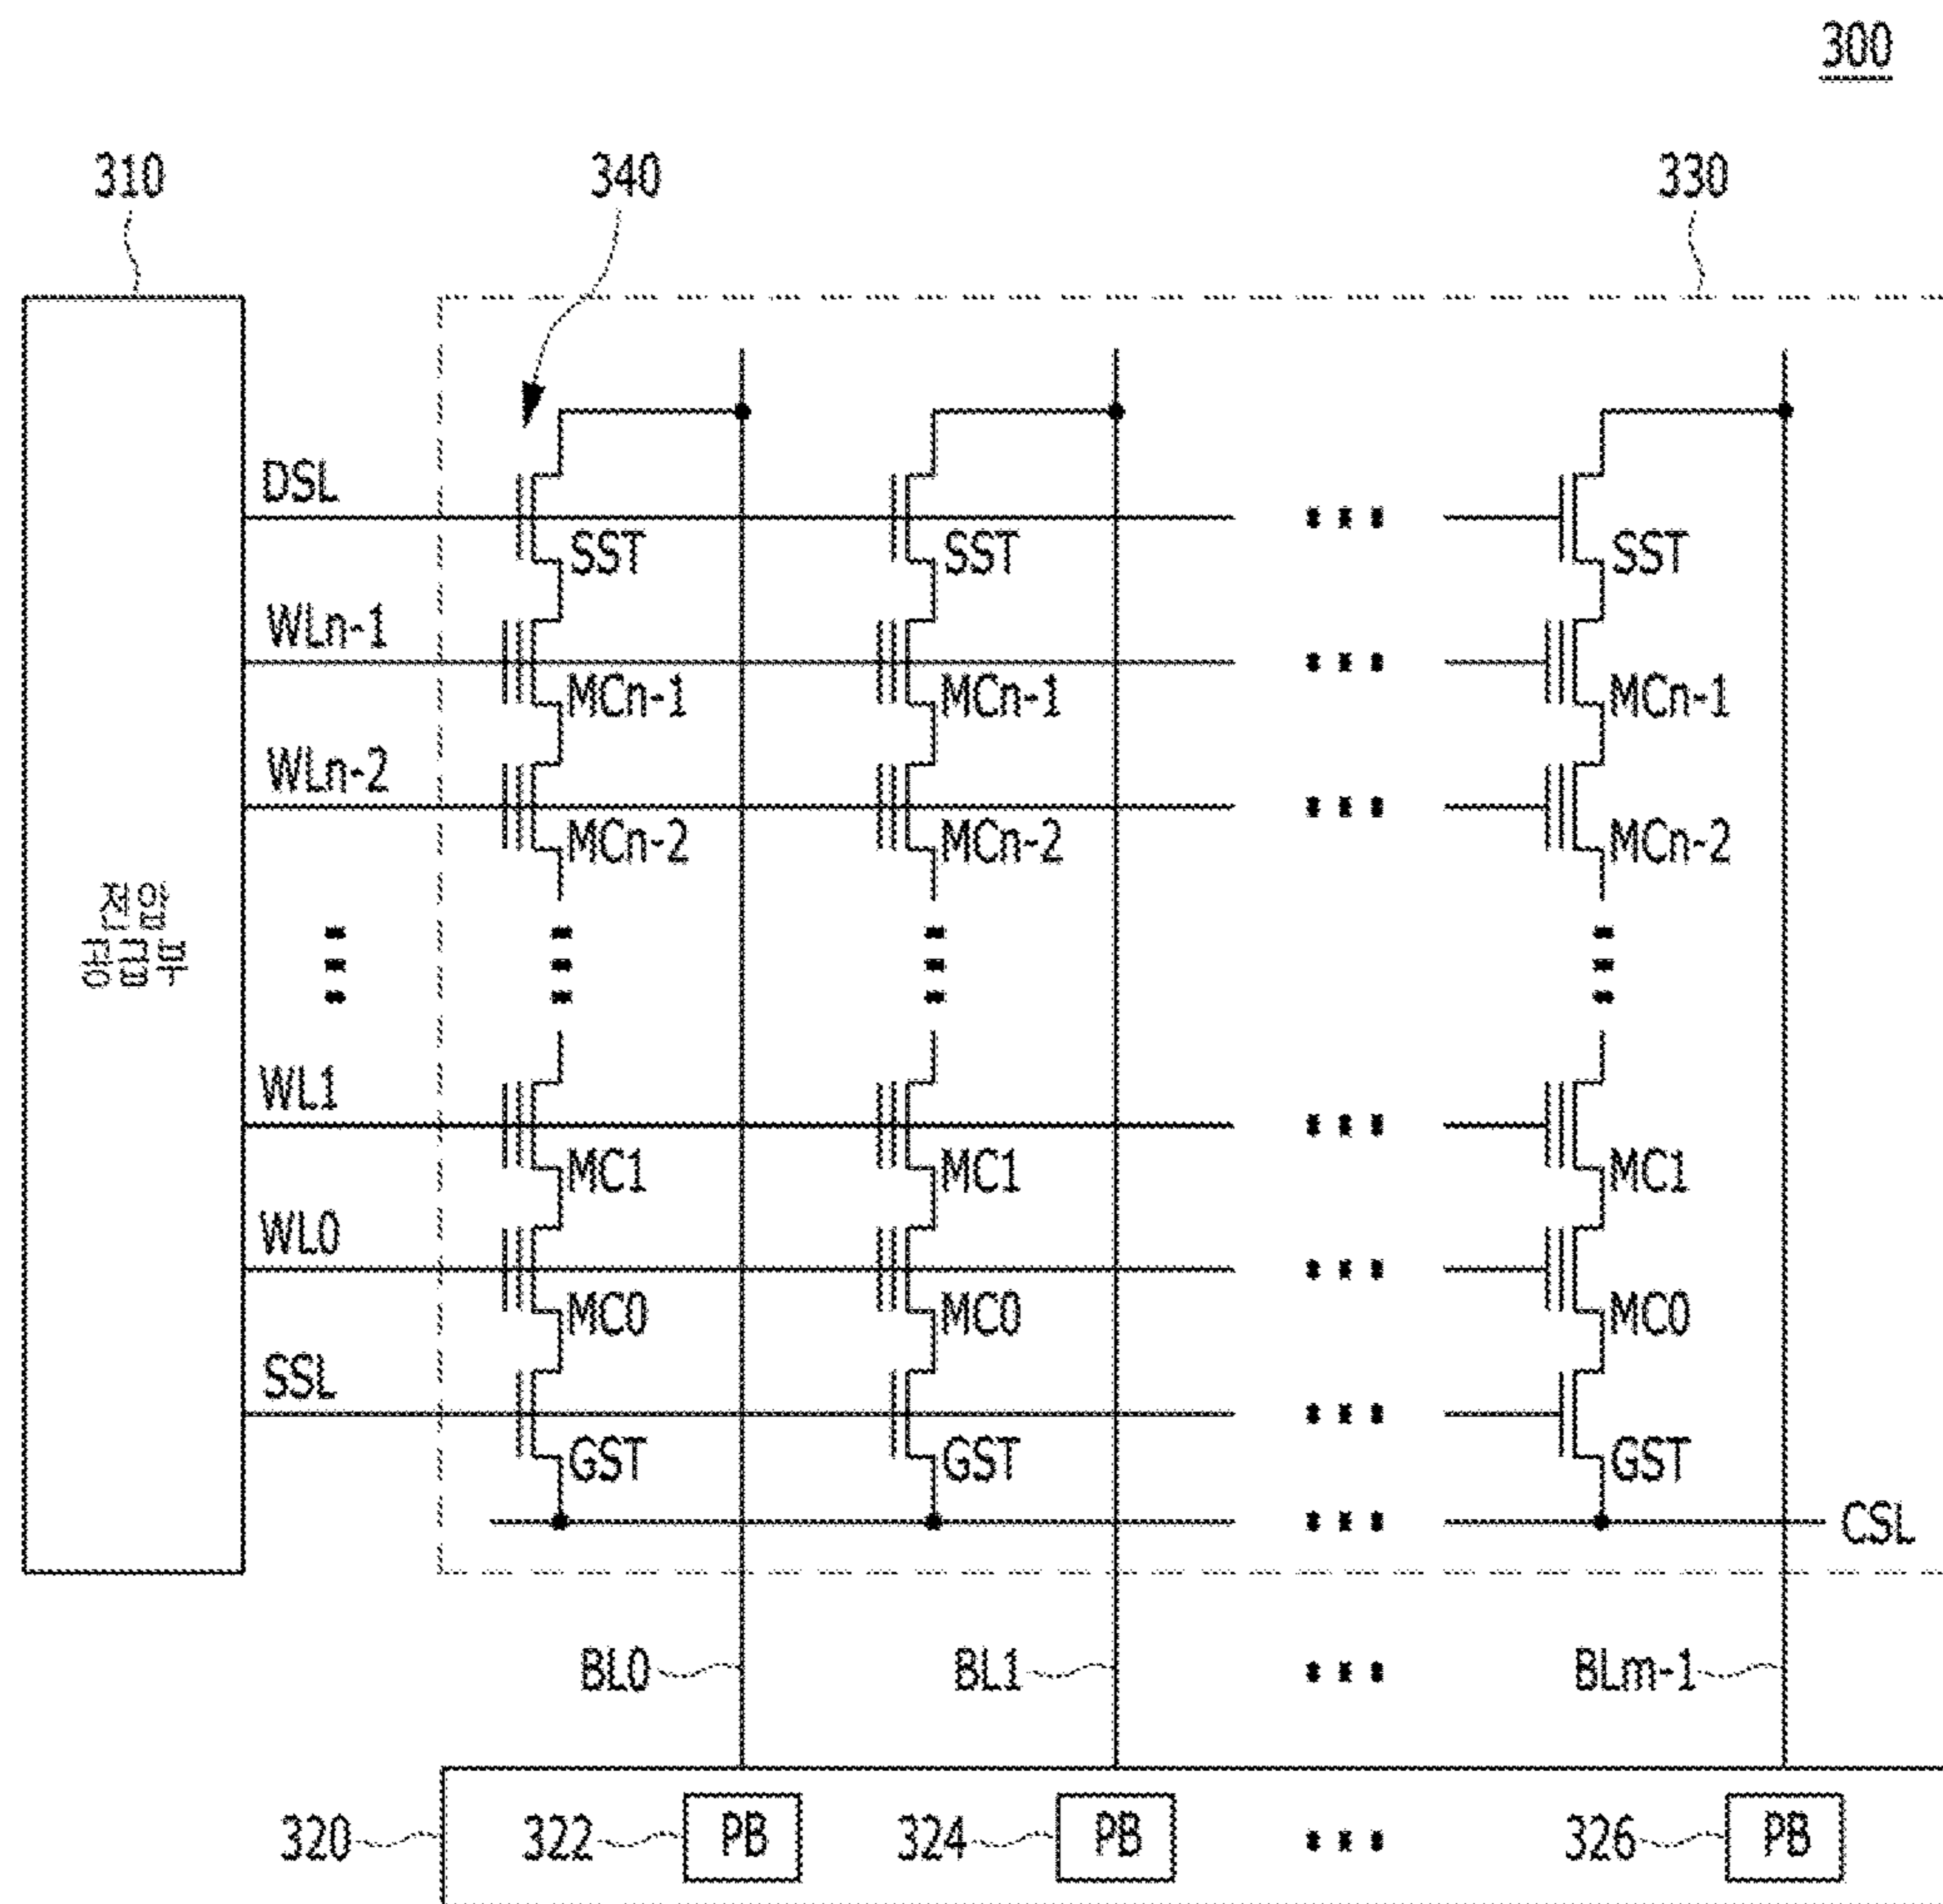 300
310
340
330
DSL
SST SST SST
WLn-1
MCn-1 MCn-1 MCn-1
WLn-2
MCn-2 MCn-2 MCn-2
전압
공급부
WL1
MC1 MC1 MC1
WL0
MC0 MC0 MC0
SSL
GST GST GST
CSL
BL0 BL1 BLm-1
320 322 PB 324 PB 326 PB